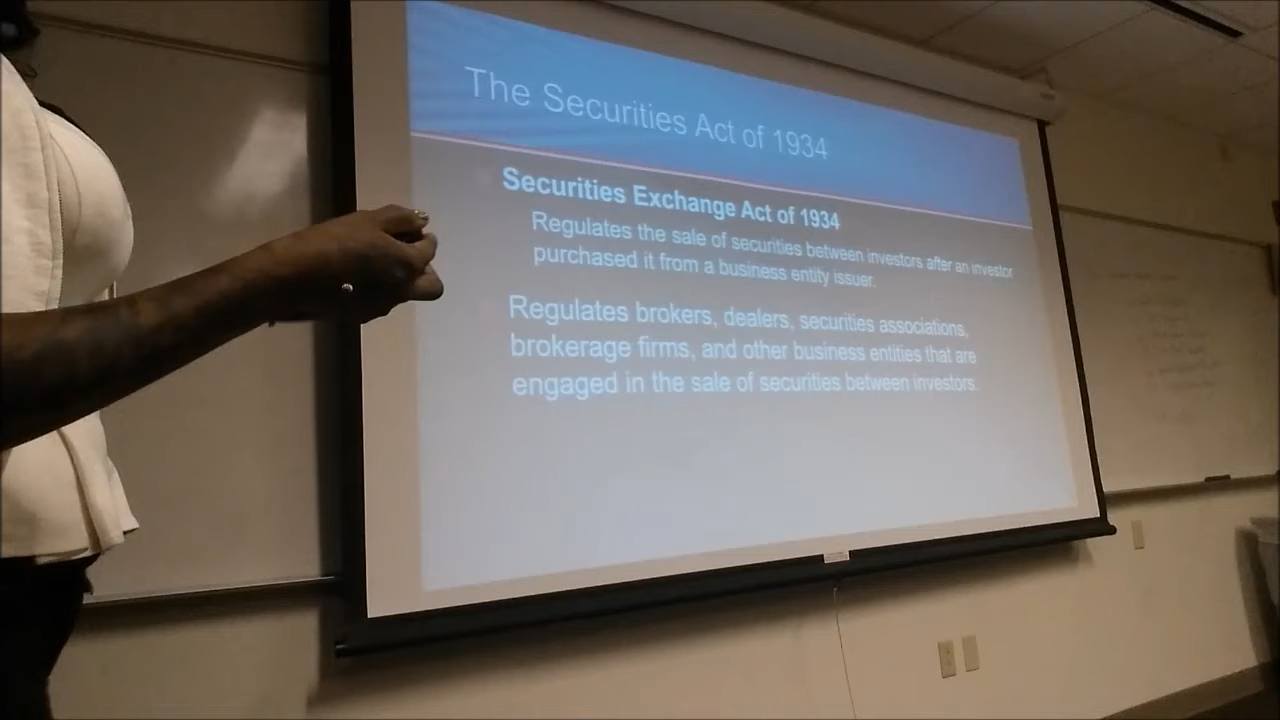 The Securities Act of 1934
Securities Exchange Act of 1934
Regulates the sale of securities between investors after an investor
purchased it from a business entity issuer.
Regulates brokers, dealers, securities associations,
brokerage firms, and other business entities that are
engaged in the sale of securities between investors.